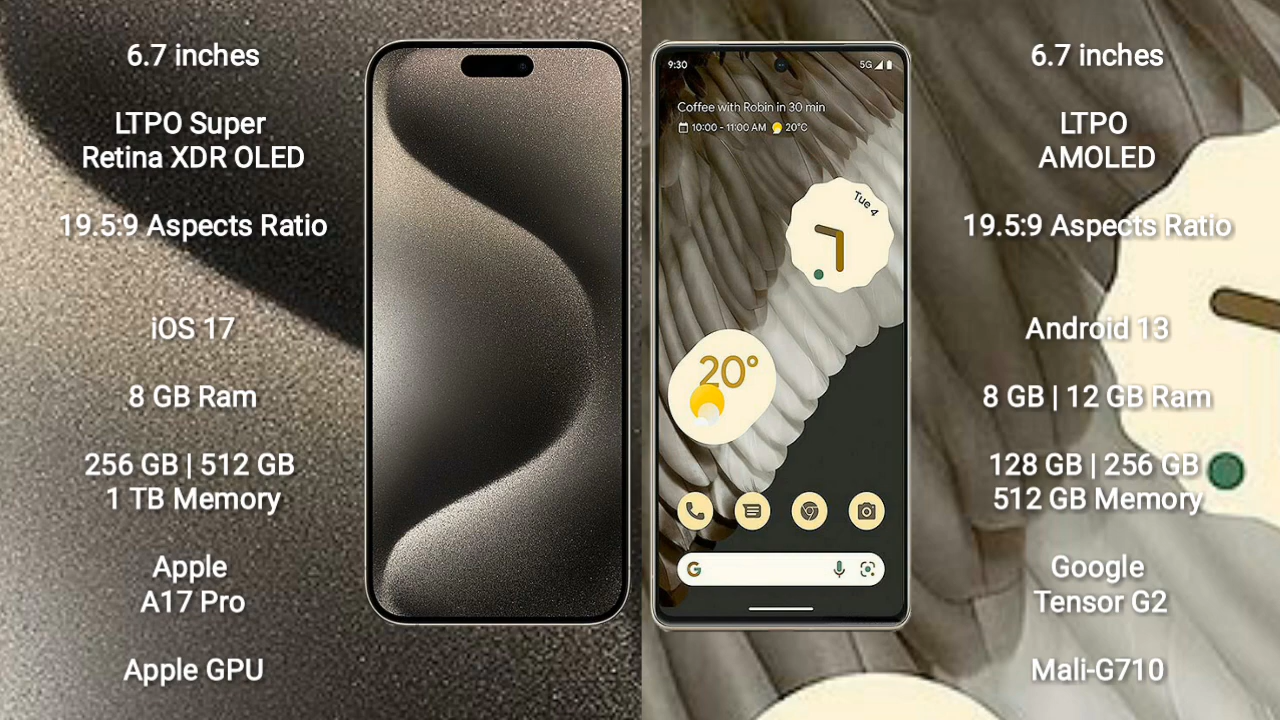 6.7 inches
LTPO Super
Retina XDR OLED
19.5:9 Aspects Ratio
iOS 17
8 GB Ram
256 GB | 512 GB
1 TB Memory
Apple
A17 Pro
Apple GPU
9:30
5G
Coffee with Robin in 30 min
10:00 - 11:00 AM 20°C
Tue 4
20°
G
6.7 inches
LTPO
AMOLED
19.5:9 Aspects Ratio
Android 13
8 GB | 12 GB Ram
128 GB | 256 GB
512 GB Memory
Google
Tensor G2
Mali-G710